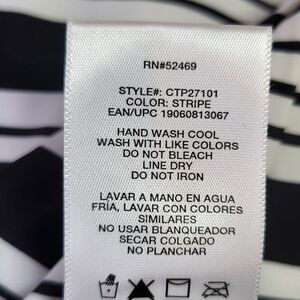 RN#52469
STYLE#: CTP27101
COLOR: STRIPE
EAN/UPC 19060813067
HAND WASH COOL
WASH WITH LIKE COLORS
DO NOT BLEACH
LINE DRY
DO NOT IRON
LAVAR A MANO EN AGUA
FRÍA, LAVAR CON COLORES
SIMILARES
NO USAR BLANQUEADOR
SECAR COLGADO
NO PLANCHAR